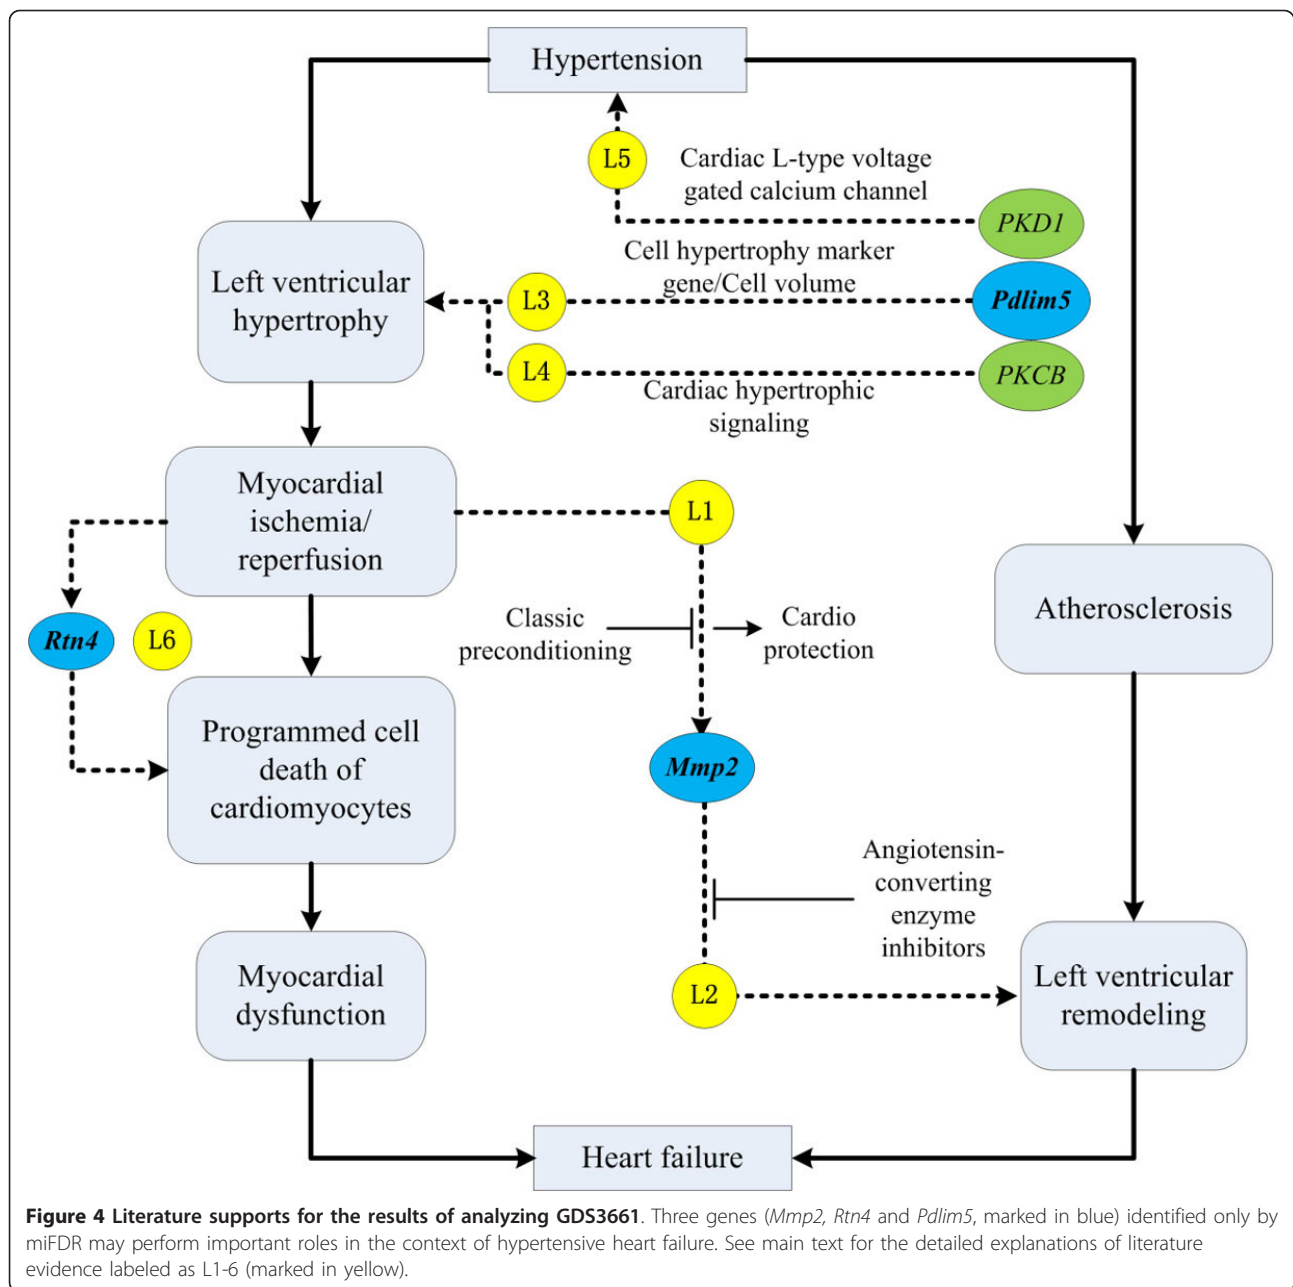 Hypertension
L5
Cardiac L-type voltage
gated calcium channel
PKD1
Left ventricular
hypertrophy
Cell hypertrophy marker
gene/Cell volume
L3
Pdlim5
L4
Cardiac hypertrophic
signaling
PKCB
Myocardial
ischemia/
reperfusion
L1
Classic
preconditioning
Cardio
protection
Atherosclerosis
Rtn4
L6
Programmed cell
death of
cardiomyocytes
Mmp2
Angiotensin-
converting
enzyme
inhibitors
Myocardial
dysfunction
L2
Left ventricular
remodeling
Heart failure
Figure 4 Literature supports for the results of analyzing GDS3661. Three genes (Mmp2, Rtn4 and Pdlim5, marked in blue) identified only by
miFDR may perform important roles in the context of hypertensive heart failure. See main text for the detailed explanations of literature
evidence labeled as L1-6 (marked in yellow).